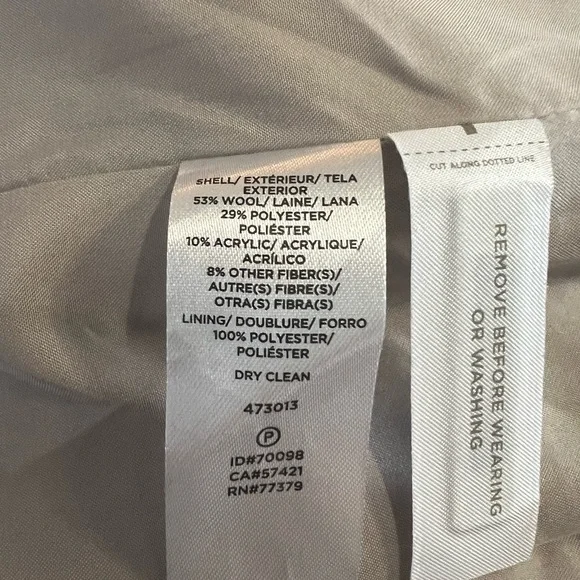 SHELL/ EXTÉRIEUR/ TELA
EXTERIOR
53% WOOL/ LAINE/ LANA
29% POLYESTER/
POLIÉSTER
10% ACRYLIC/ ACRYLIQUE/
ACRÍLICO
8% OTHER FIBER(S)/
AUTRE(S) FIBRE(S)/
OTRA(S) FIBRA(S)
LINING/ DOUBLURE/ FORRO
100% POLYESTER/
POLIÉSTER
DRY CLEAN
473013
P
ID#70098
CA#57421
RN#77379
CUT ALONG DOTTED LINE
REMOVE BEFORE WEARING
OR WASHING